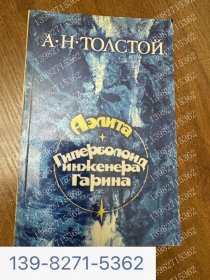 А·Н·ТОЛСТОЙ
Аэлита
Гиперболоид
инженера
Гарина
139-8271-5362